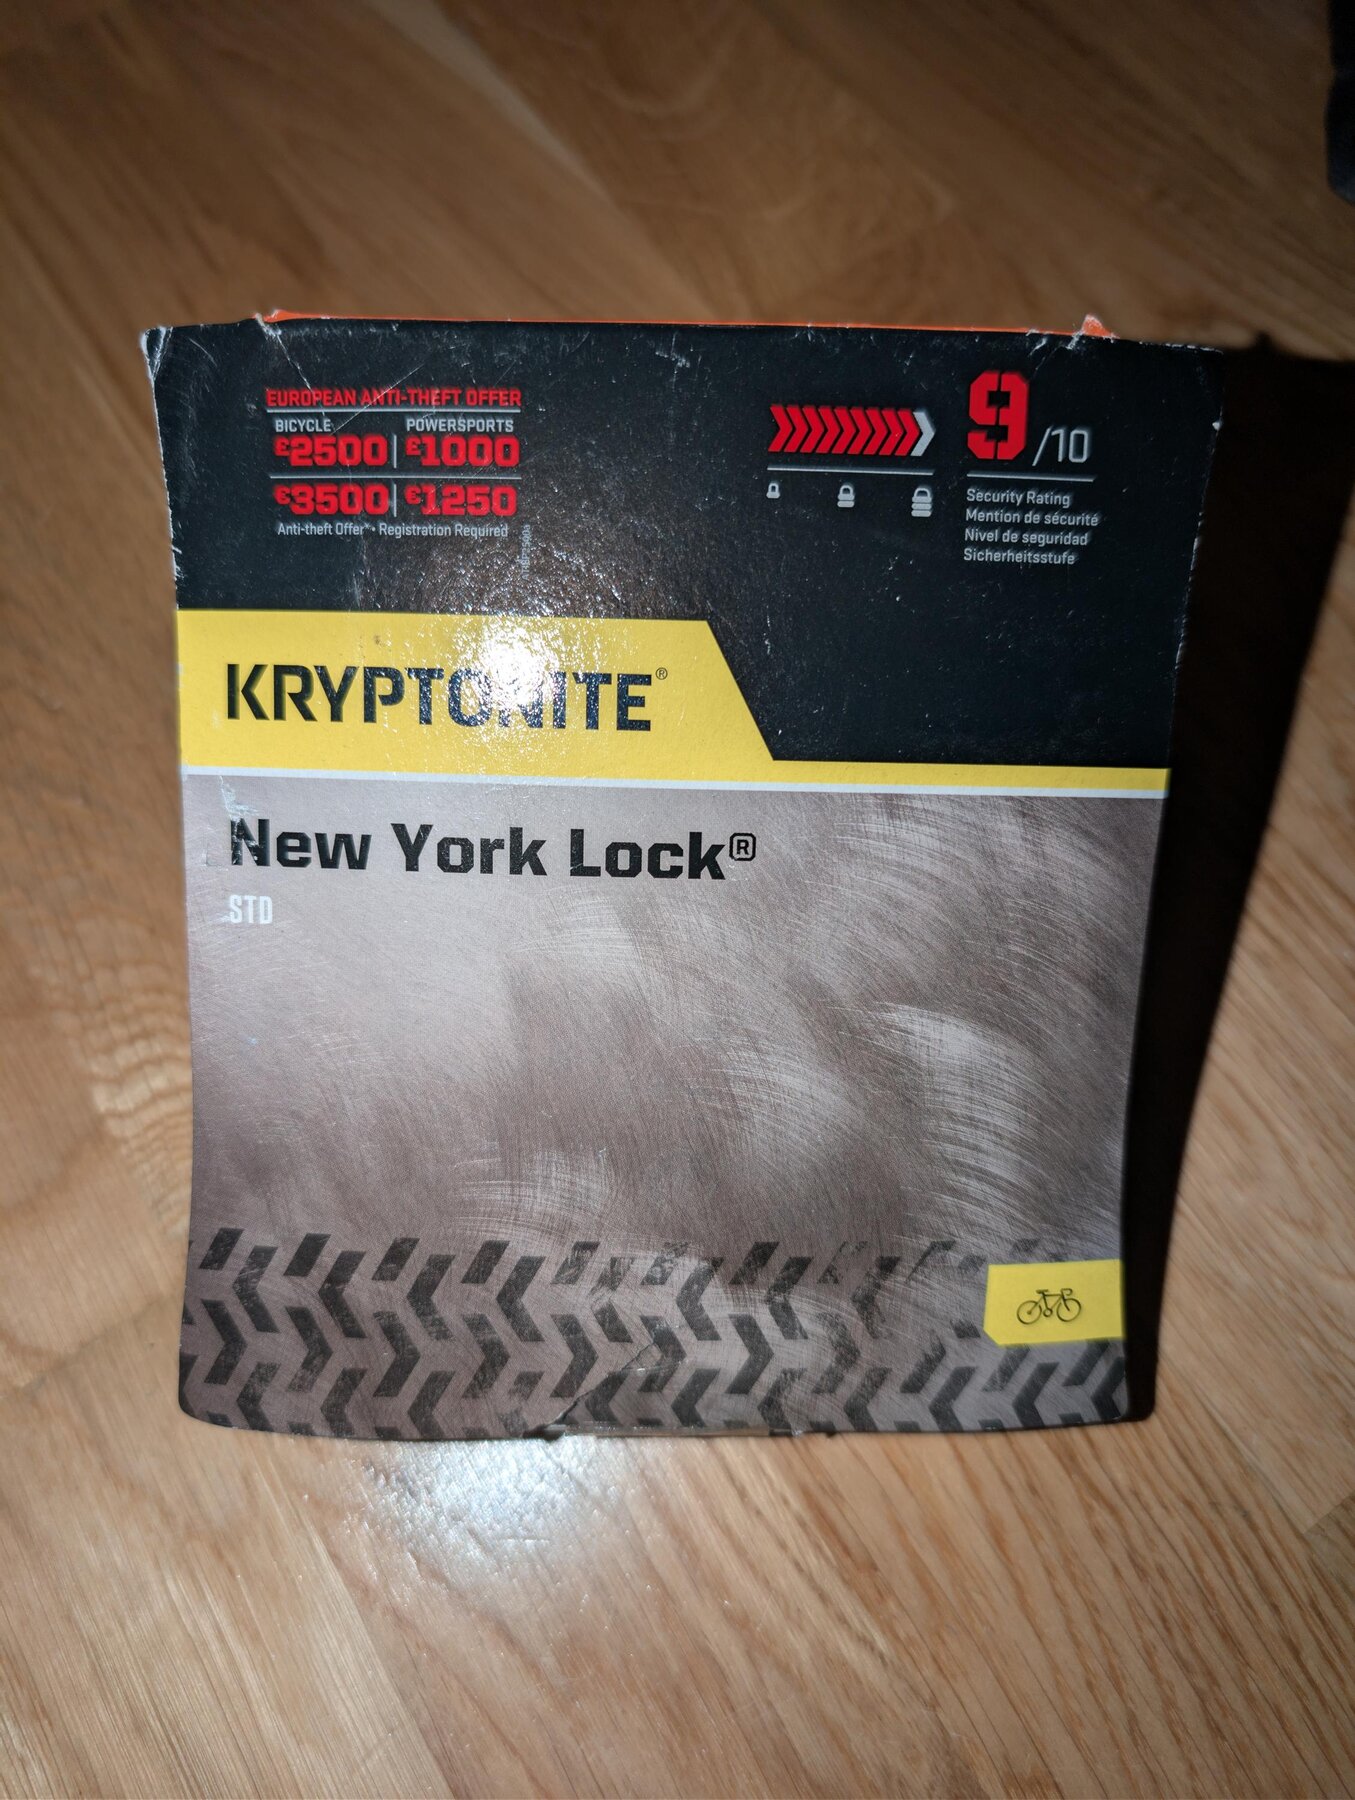 EUROPEAN ANTI-THEFT OFFER
BICYCLE POWERSPORTS
£2500 £1000
€3500 €1250
Anti-theft Offer* • Registration Required
9/10
Security Rating
Mention de sécurité
Nivel de seguridad
Sicherheitsstufe
KRYPTONITE®
New York Lock®
STD